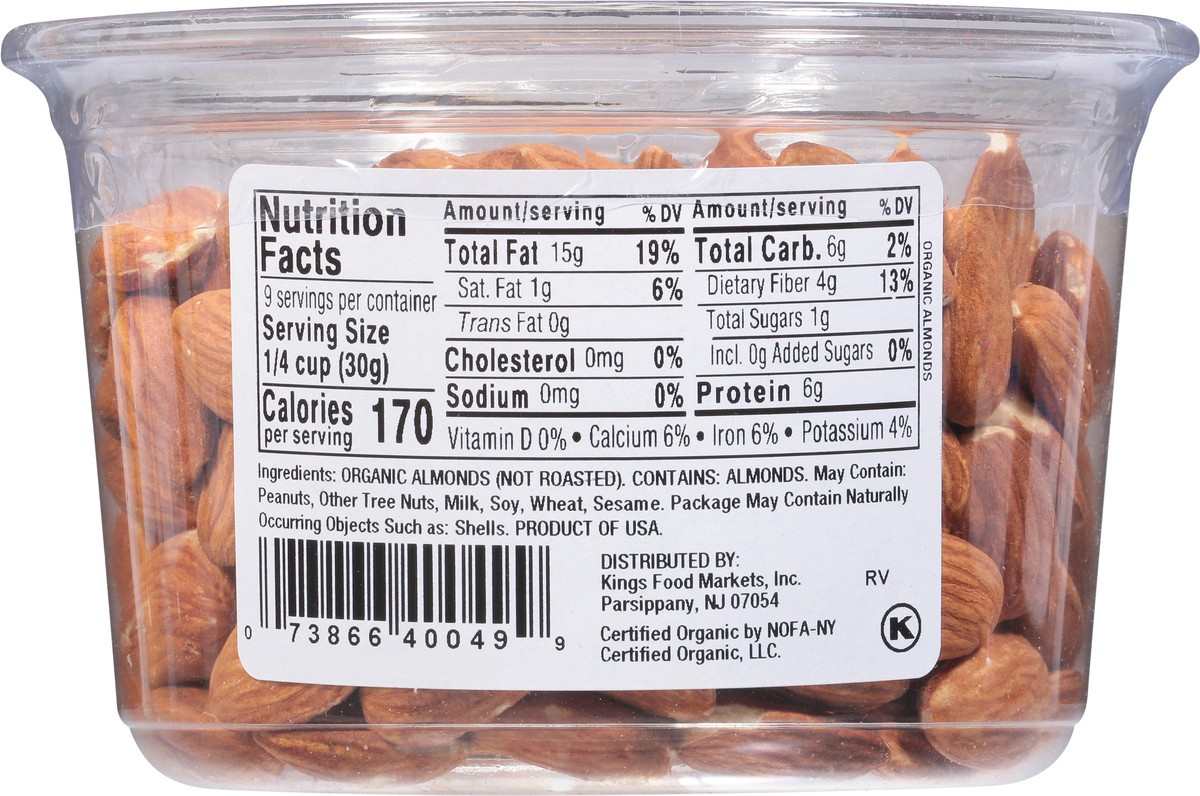 Nutrition
Facts
9 servings per container
Serving Size
1/4 cup (30g)
Calories 170
per serving
Amount/serving % DV
Total Fat 15g 19%
Sat. Fat 1g 6%
Trans Fat 0g
Cholesterol 0mg 0%
Sodium 0mg 0%
Amount/serving % DV
Total Carb. 6g 2%
Dietary Fiber 4g 13%
Total Sugars 1g
Incl. 0g Added Sugars 0%
Protein 6g
Vitamin D 0% • Calcium 6% • Iron 6% • Potassium 4%
ORGANIC ALMONDS
Ingredients: ORGANIC ALMONDS (NOT ROASTED). CONTAINS: ALMONDS. May Contain:
Peanuts, Other Tree Nuts, Milk, Soy, Wheat, Sesame. Package May Contain Naturally
Occurring Objects Such as: Shells. PRODUCT OF USA.
0 73866 40049 9
DISTRIBUTED BY:
Kings Food Markets, Inc. RV
Parsippany, NJ 07054
Certified Organic by NOFA-NY
Certified Organic, LLC.
K